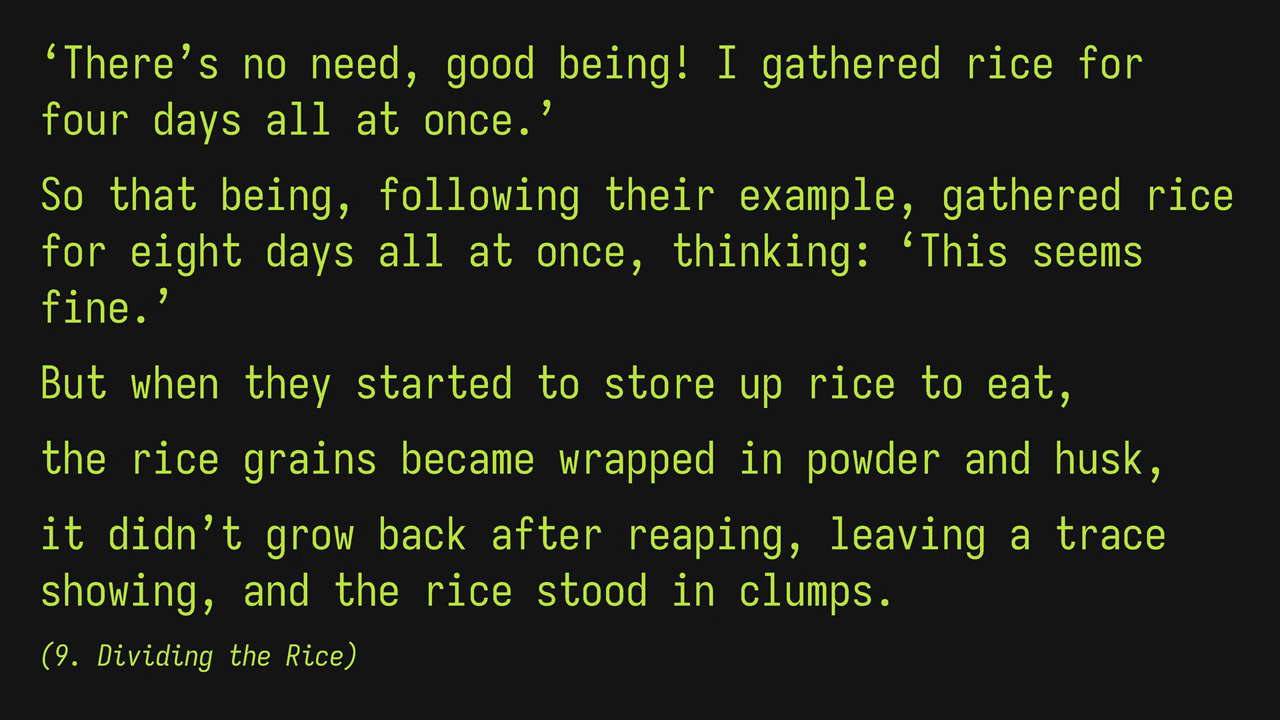 ‘There’s no need, good being! I gathered rice for
four days all at once.’
So that being, following their example, gathered rice
for eight days all at once, thinking: ‘This seems
fine.’
But when they started to store up rice to eat,
the rice grains became wrapped in powder and husk,
it didn’t grow back after reaping, leaving a trace
showing, and the rice stood in clumps.
(9. Dividing the Rice)